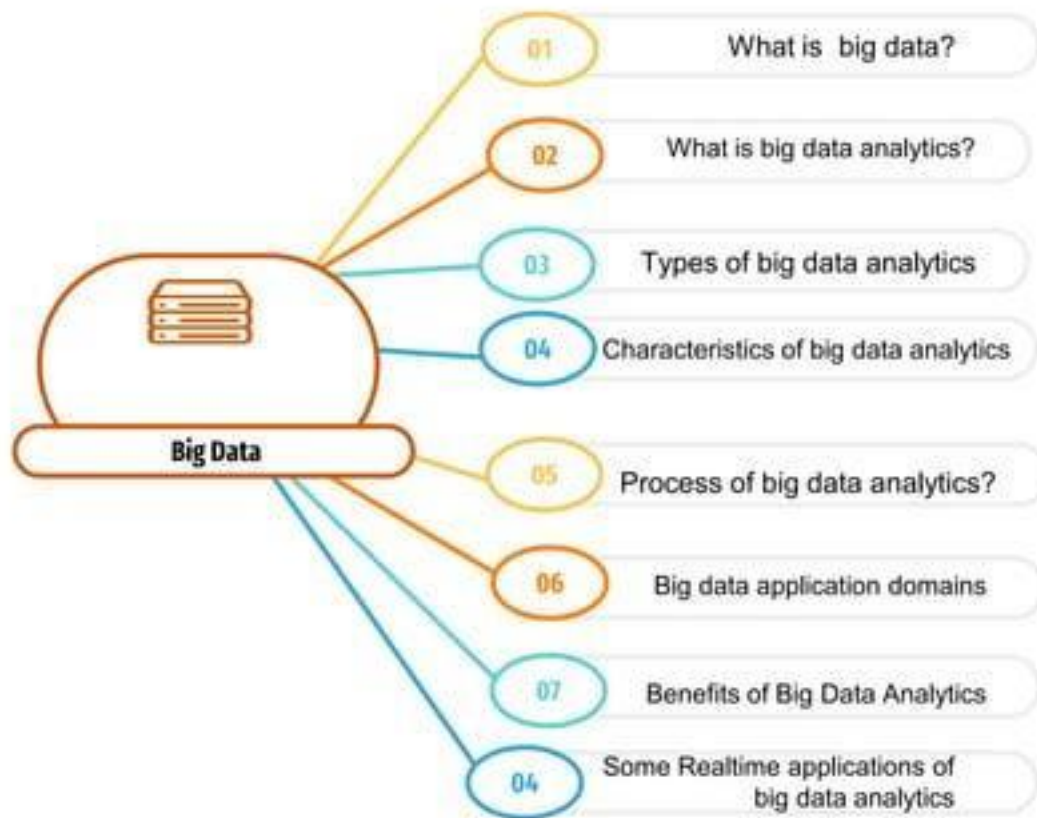 01
What is big data?
02
What is big data analytics?
03
Types of big data analytics
04
Characteristics of big data analytics
Big Data
05
Process of big data analytics?
06
Big data application domains
07
Benefits of Big Data Analytics
04
Some Realtime applications of
big data analytics